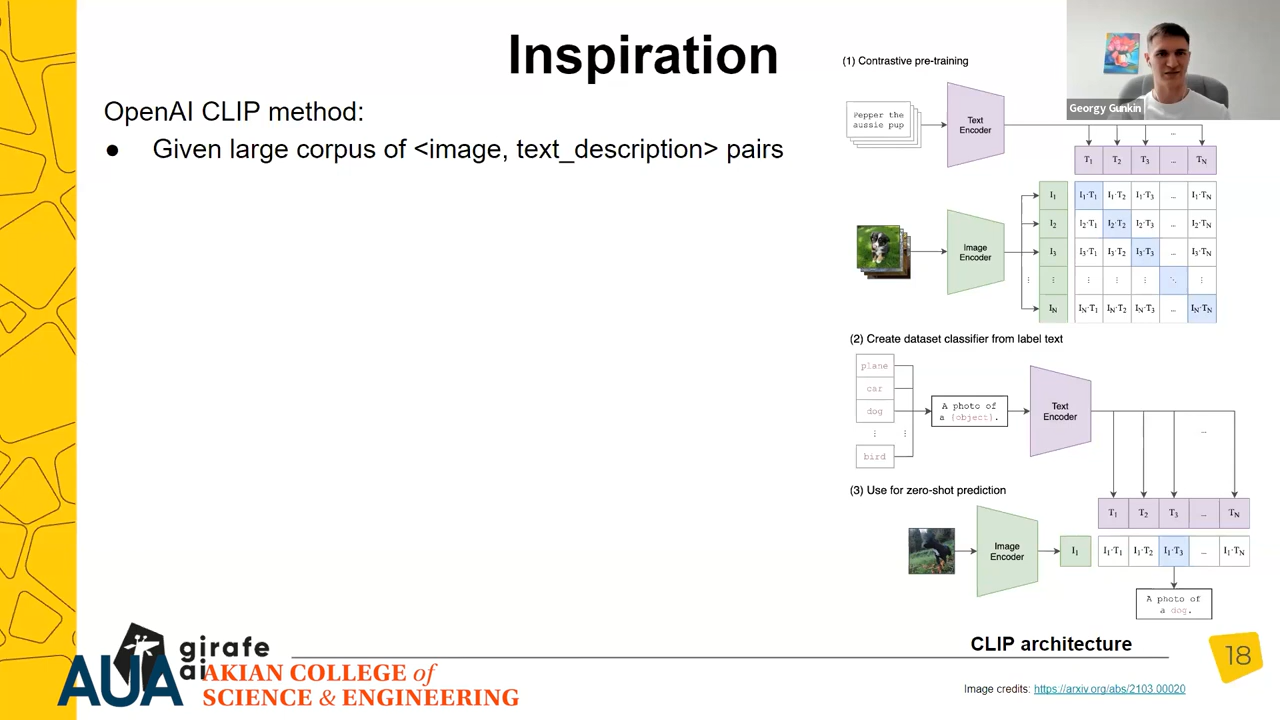 Inspiration
OpenAI CLIP method:
● Given large corpus of <image, text_description> pairs
Georgy Gunkin
(1) Contrastive pre-training
Pepper the
aussie pup
Text
Encoder
...
T1 T2 T3 ... TN
Image
Encoder
I1 I1·T1 I1·T2 I1·T3 ... I1·TN
I2 I2·T1 I2·T2 I2·T3 ... I2·TN
I3 I3·T1 I3·T2 I3·T3 ... I3·TN
⋮ ⋮ ⋮ ⋮ ⋮ ⋱ ⋮
IN IN·T1 IN·T2 IN·T3 ... IN·TN
(2) Create dataset classifier from label text
plane
car
dog
⋮ ⋮
bird
A photo of
a {object}.
Text
Encoder
...
(3) Use for zero-shot prediction
T1 T2 T3 ... TN
Image
Encoder
I1 I1·T1 I1·T2 I1·T3 ... I1·TN
A photo of
a dog.
CLIP architecture
18
Image credits: https://arxiv.org/abs/2103.00020
girafe
ai
AUA
AKIAN COLLEGE of
SCIENCE & ENGINEERING